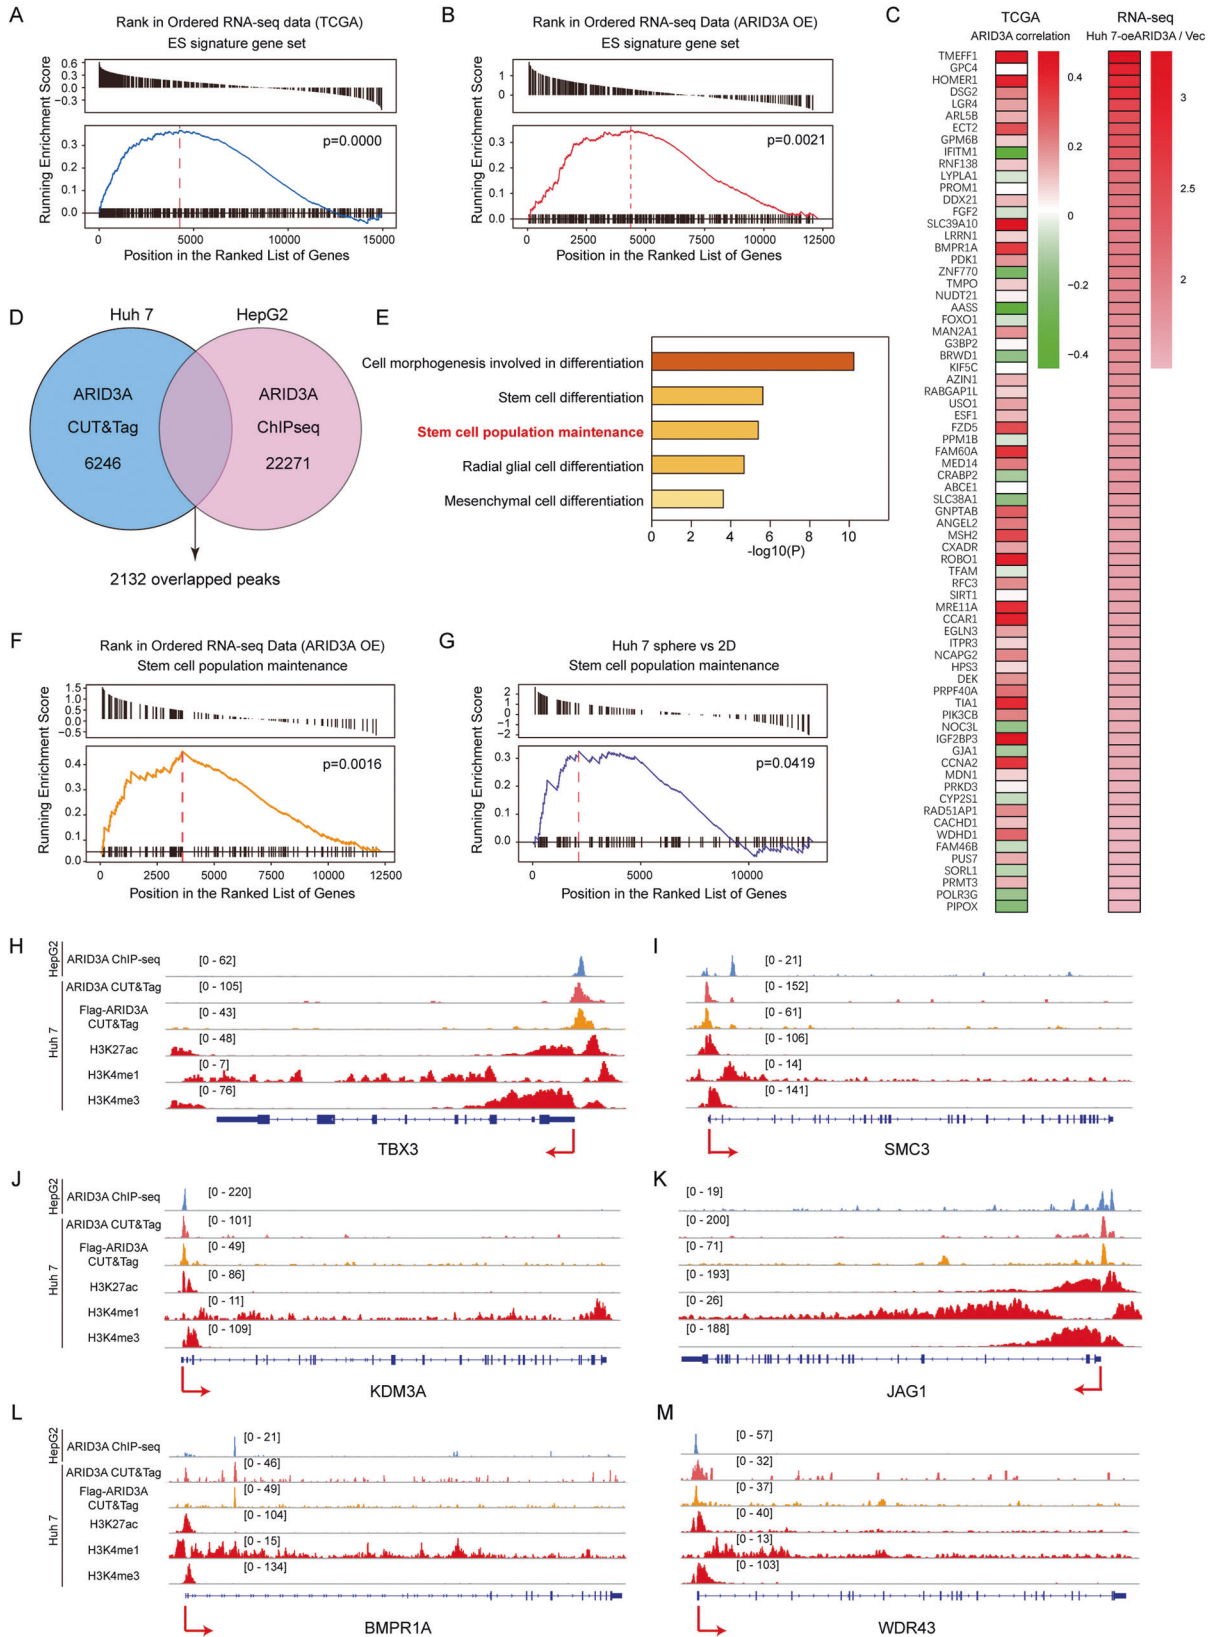 A
Rank in Ordered RNA-seq data (TCGA)
ES signature gene set
Running Enrichment Score
0.6
0.3
0.0
−0.3
p=0.0000
0.3
0.2
0.1
0.0
0
5000
10000
15000
Position in the Ranked List of Genes
B
Rank in Ordered RNA-seq Data (ARID3A OE)
ES signature gene set
Running Enrichment Score
1
0
p=0.0021
0.3
0.2
0.1
0.0
0
2500
5000
7500
10000
12500
Position in the Ranked List of Genes
C
TCGA
ARID3A correlation
RNA-seq
Huh 7-oeARID3A / Vec
TMEFF1
GPC4
HOMER1
DSG2
LGR4
ARL5B
ECT2
GPM6B
IFITM1
RNF138
LYPLA1
PROM1
DDX21
FGF2
SLC39A10
LRRN1
BMPR1A
PDK1
ZNF770
TMPO
NUDT21
AASS
FOXO1
MAN2A1
G3BP2
BRWD1
KIF5C
AZIN1
RABGAP1L
USO1
ESF1
FZD5
PPM1B
FAM60A
MED14
CRABP2
ABCE1
SLC38A1
GNPTAB
ANGEL2
MSH2
CXADR
ROBO1
TFAM
RFC3
SIRT1
MRE11A
CCAR1
EGLN3
ITPR3
NCAPG2
HPS3
DEK
PRPF40A
TIA1
PIK3CB
NOC3L
IGF2BP3
GJA1
CCNA2
MDN1
PRKD3
CYP2S1
RAD51AP1
CACHD1
WDHD1
FAM46B
PUS7
SORL1
PRMT3
POLR3G
PIPOX
0.4
0.2
0
−0.2
−0.4
3
2.5
2
D
Huh 7
HepG2
ARID3A
CUT&Tag
6246
ARID3A
ChIPseq
22271
2132 overlapped peaks
E
Cell morphogenesis involved in differentiation
Stem cell differentiation
Stem cell population maintenance
Radial glial cell differentiation
Mesenchymal cell differentiation
0
2
4
6
8
10
-log10(P)
F
Rank in Ordered RNA-seq Data (ARID3A OE)
Stem cell population maintenance
Running Enrichment Score
1.5
1.0
0.5
0.0
−0.5
p=0.0016
0.4
0.3
0.2
0.1
0.0
0
2500
5000
7500
10000
12500
Position in the Ranked List of Genes
G
Huh 7 sphere vs 2D
Stem cell population maintenance
Running Enrichment Score
2
1
0
−1
−2
p=0.0419
0.3
0.2
0.1
0.0
0
5000
10000
Position in the Ranked List of Genes
H
HepG2
Huh 7
ARID3A ChIP-seq
[0 - 62]
ARID3A CUT&Tag
[0 - 105]
Flag-ARID3A
CUT&Tag
[0 - 43]
H3K27ac
[0 - 48]
H3K4me1
[0 - 7]
H3K4me3
[0 - 76]
TBX3
I
[0 - 21]
[0 - 152]
[0 - 61]
[0 - 106]
[0 - 14]
[0 - 141]
SMC3
J
HepG2
Huh 7
ARID3A ChIP-seq
[0 - 220]
ARID3A CUT&Tag
[0 - 101]
Flag-ARID3A
CUT&Tag
[0 - 49]
H3K27ac
[0 - 86]
H3K4me1
[0 - 11]
H3K4me3
[0 - 109]
KDM3A
K
[0 - 19]
[0 - 200]
[0 - 71]
[0 - 193]
[0 - 26]
[0 - 188]
JAG1
L
HepG2
Huh 7
ARID3A ChIP-seq
[0 - 21]
ARID3A CUT&Tag
[0 - 46]
Flag-ARID3A
CUT&Tag
[0 - 49]
H3K27ac
[0 - 104]
H3K4me1
[0 - 15]
H3K4me3
[0 - 134]
BMPR1A
M
[0 - 57]
[0 - 32]
[0 - 37]
[0 - 40]
[0 - 13]
[0 - 103]
WDR43